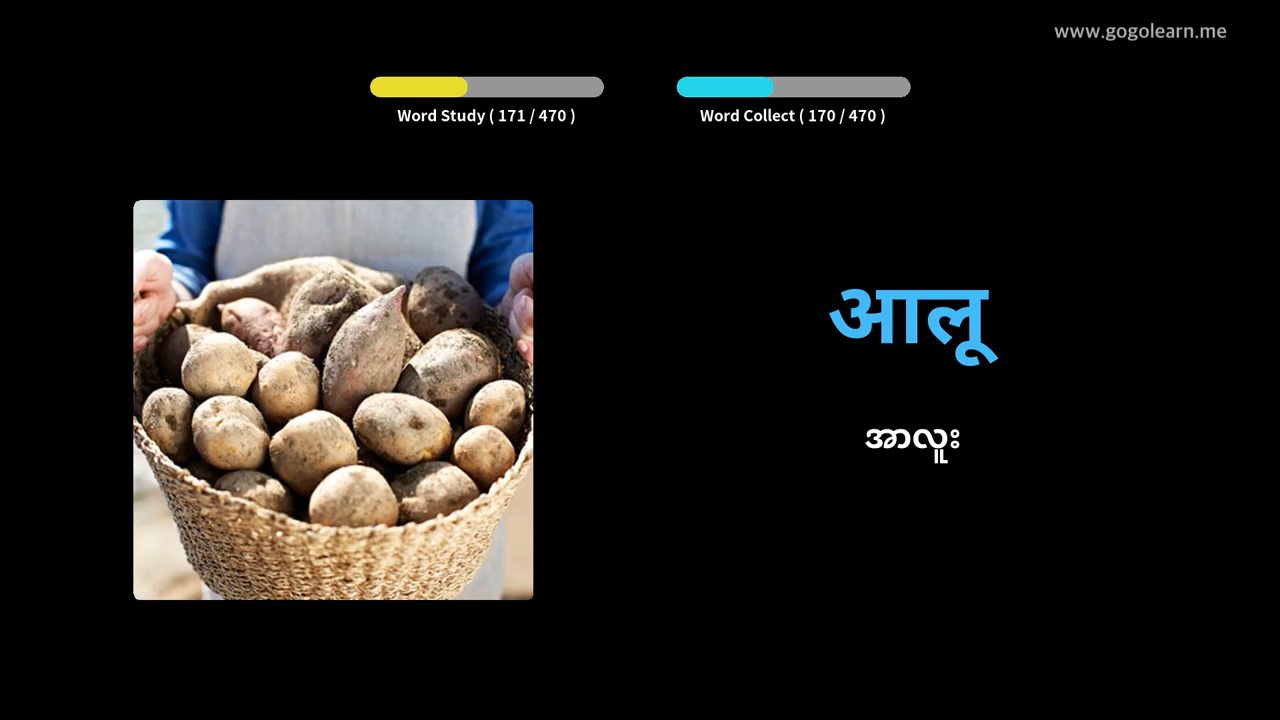 www.gogolearn.me
Word Study ( 171 / 470 )
Word Collect ( 170 / 470 )
आलू
အာလူး